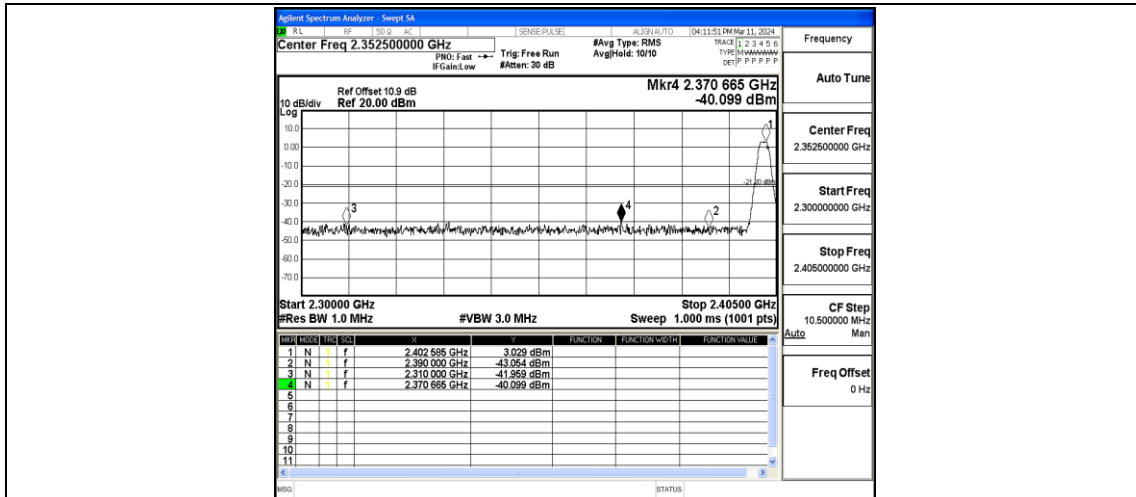 Agilent Spectrum Analyzer - Swept SA
RL RF 50 Ω AC SENSE:PULSE ALIGN AUTO 04:11:51 PM Mar 11, 2024
Center Freq 2.352500000 GHz
PNO: Fast
IFGain:Low
Trig: Free Run
#Atten: 30 dB
#Avg Type: RMS
Avg|Hold: 10/10
TRACE 1 2 3 4 5 6
TYPE M
DET P P P P P P
Frequency
Auto Tune
Center Freq
2.352500000 GHz
Start Freq
2.300000000 GHz
Stop Freq
2.405000000 GHz
CF Step
10.500000 MHz
Auto Man
Freq Offset
0 Hz
Mkr4 2.370 665 GHz
-40.099 dBm
Ref Offset 10.9 dB
10 dB/div Ref 20.00 dBm
Log
10.0
0.00
-10.0
-20.0
-30.0
-40.0
-50.0
-60.0
-70.0
1
-21.20 dBm
3
4
2
Start 2.30000 GHz Stop 2.40500 GHz
#Res BW 1.0 MHz #VBW 3.0 MHz Sweep 1.000 ms (1001 pts)
MKR MODE TRC SCL X Y FUNCTION FUNCTION WIDTH FUNCTION VALUE
1 N 1 f 2.402 585 GHz 3.029 dBm
2 N 1 f 2.390 000 GHz -43.054 dBm
3 N 1 f 2.310 000 GHz -41.959 dBm
4 N 1 f 2.370 665 GHz -40.099 dBm
5
6
7
8
9
10
11
MSG STATUS